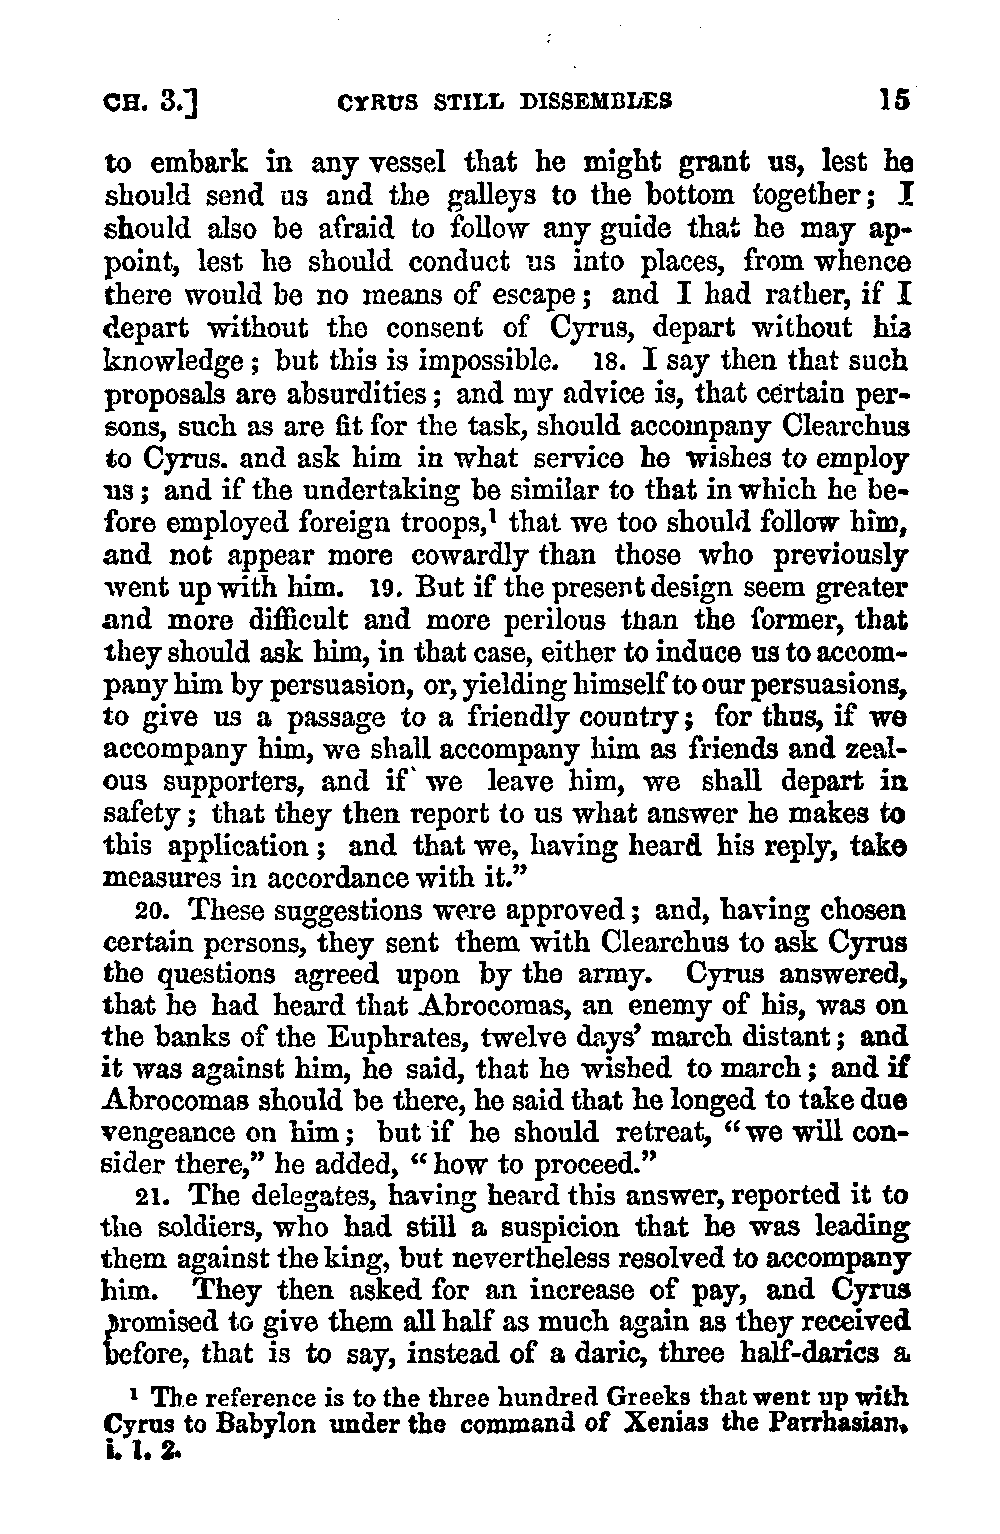 CH. 3.] CYRUS STILL DISSEMBLES 15
to embark in any vessel that he might grant us, lest he
should send us and the galleys to the bottom together; I
should also be afraid to follow any guide that he may ap-
point, lest he should conduct us into places, from whence
there would be no means of escape; and I had rather, if I
depart without the consent of Cyrus, depart without his
knowledge; but this is impossible. 18. I say then that such
proposals are absurdities; and my advice is, that certain per-
sons, such as are fit for the task, should accompany Clearchus
to Cyrus. and ask him in what service he wishes to employ
us; and if the undertaking be similar to that in which he be-
fore employed foreign troops,¹ that we too should follow him,
and not appear more cowardly than those who previously
went up with him. 19. But if the present design seem greater
and more difficult and more perilous than the former, that
they should ask him, in that case, either to induce us to accom-
pany him by persuasion, or, yielding himself to our persuasions,
to give us a passage to a friendly country; for thus, if we
accompany him, we shall accompany him as friends and zeal-
ous supporters, and if we leave him, we shall depart in
safety; that they then report to us what answer he makes to
this application; and that we, having heard his reply, take
measures in accordance with it.”
20. These suggestions were approved; and, having chosen
certain persons, they sent them with Clearchus to ask Cyrus
the questions agreed upon by the army. Cyrus answered,
that he had heard that Abrocomas, an enemy of his, was on
the banks of the Euphrates, twelve days’ march distant; and
it was against him, he said, that he wished to march; and if
Abrocomas should be there, he said that he longed to take due
vengeance on him; but if he should retreat, “we will con-
sider there,” he added, “how to proceed.”
21. The delegates, having heard this answer, reported it to
the soldiers, who had still a suspicion that he was leading
them against the king, but nevertheless resolved to accompany
him. They then asked for an increase of pay, and Cyrus
promised to give them all half as much again as they received
before, that is to say, instead of a daric, three half-darics a
¹ The reference is to the three hundred Greeks that went up with
Cyrus to Babylon under the command of Xenias the Parrhasian,
i. 1. 2.